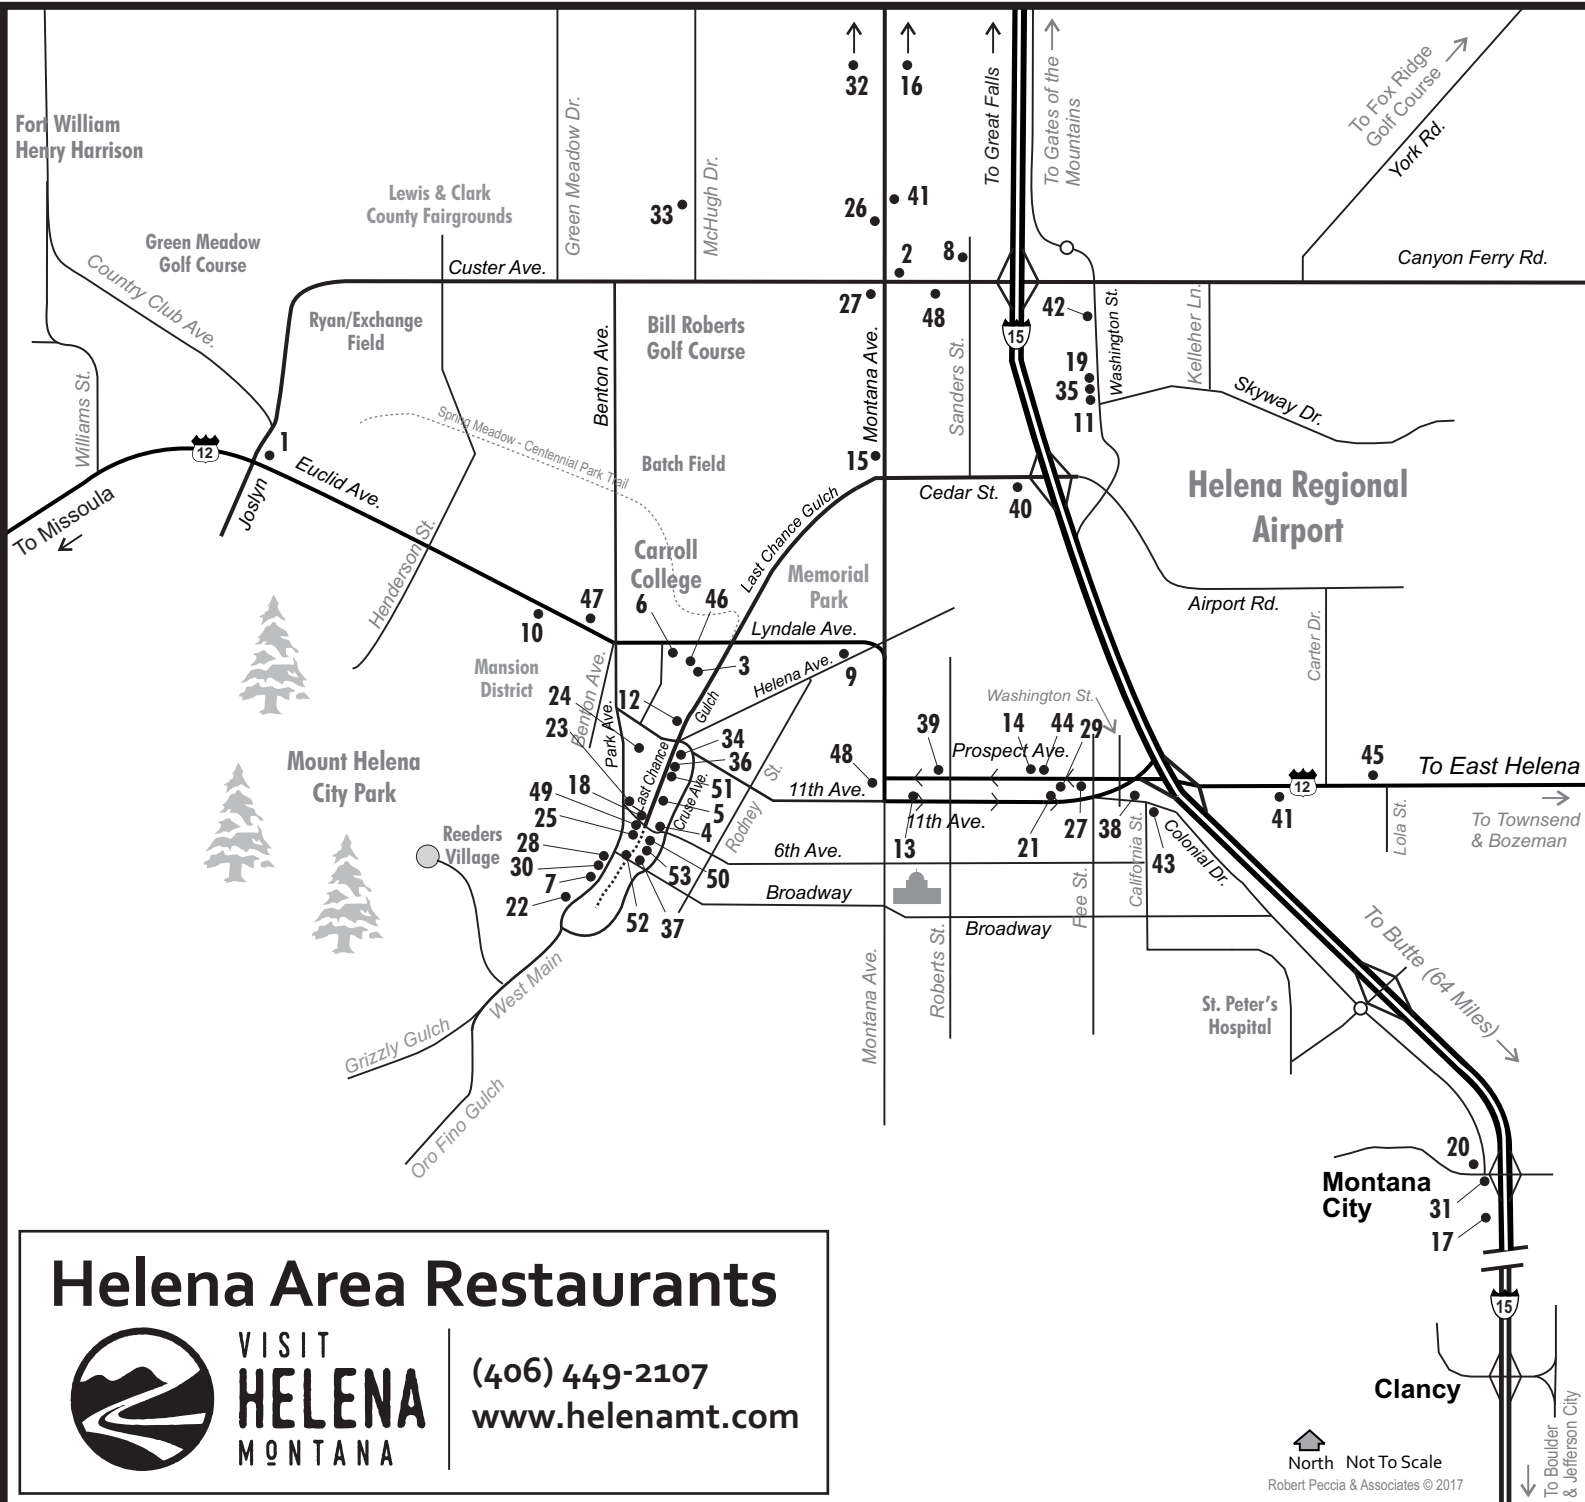 32
16
To Great Falls
To Gates of the
Mountains
To Fox Ridge
Golf Course
York Rd.
Fort William
Henry Harrison
Green Meadow Dr.
McHugh Dr.
Lewis & Clark
County Fairgrounds
33
26
41
Green Meadow
Golf Course
Country Club Ave.
Custer Ave.
2
8
Canyon Ferry Rd.
27
48
42
Washington St.
Kelleher Ln.
Ryan/Exchange
Field
Benton Ave.
Bill Roberts
Golf Course
Montana Ave.
Sanders St.
15
19
35
11
Skyway Dr.
Williams St.
12
1
Euclid Ave.
Joslyn
To Missoula
Spring Meadow - Centennial Park Trail
Batch Field
15
Last Chance Gulch
Cedar St.
40
Helena Regional
Airport
Henderson St.
Carroll
College
Memorial
Park
Airport Rd.
Carter Dr.
10
47
6
46
Lyndale Ave.
3
Helena Ave.
9
Mansion
District
Benton Ave.
24
12
Gulch
23
Park Ave.
Last Chance
34
36
51
5
4
Cruse Ave.
Rodney
St.
Washington St.
39
14
44
29
Prospect Ave.
48
11th Ave.
11th Ave.
45
To East Helena
12
41
To Townsend
& Bozeman
Lola St.
Mount Helena
City Park
18
49
25
28
30
7
22
Reeders
Village
13
21
27
38
43
California St.
Colonial Dr.
6th Ave.
50
53
52
37
Broadway
Broadway
Fee St.
Roberts St.
Montana Ave.
To Butte (64 Miles)
West Main
Grizzly Gulch
Oro Fino Gulch
St. Peter's
Hospital
20
Montana
City
31
17
15
Clancy
To Boulder
& Jefferson City
Helena Area Restaurants
VISIT
HELENA
MONTANA
(406) 449-2107
www.helenamt.com
North Not To Scale
Robert Peccia & Associates © 2017